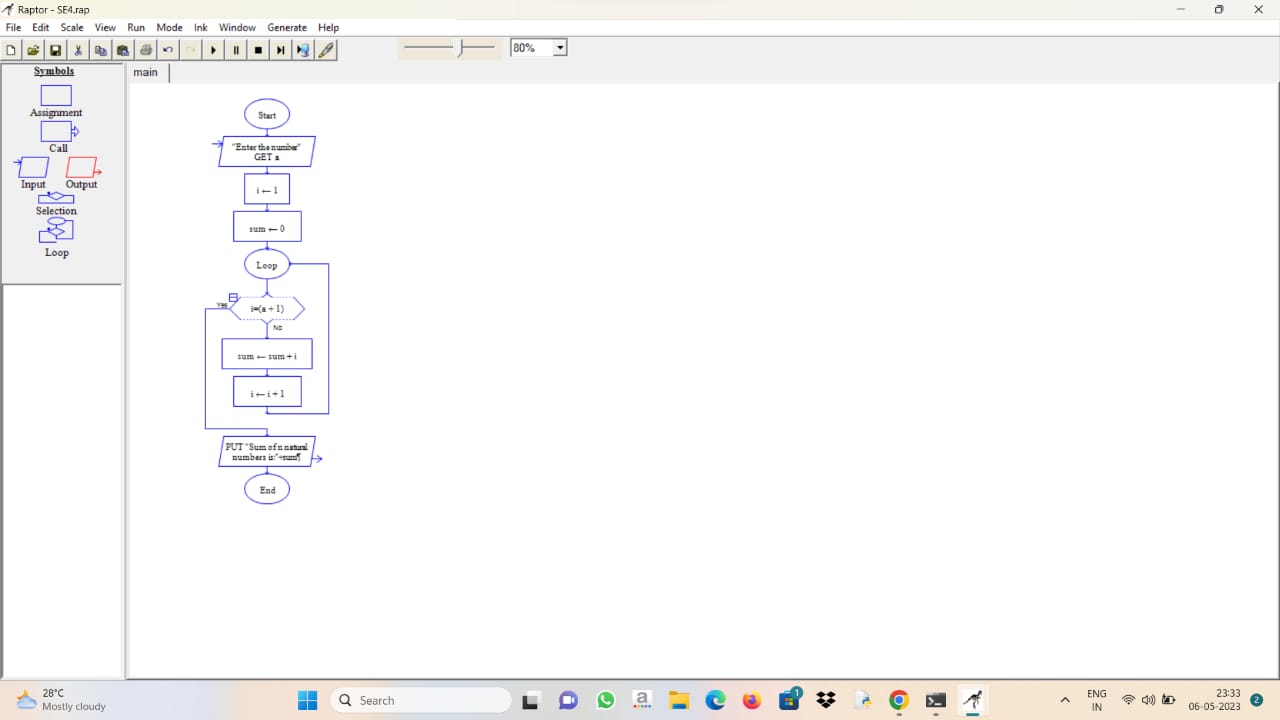 Raptor - SE4.rap
File Edit Scale View Run Mode Ink Window Generate Help
80%
Symbols
Assignment
Call
Input Output
Selection
Loop
main
Start
"Enter the number"
GET a
i ← 1
sum ← 0
Loop
Yes
i=(a + 1)
No
sum ← sum + i
i ← i + 1
PUT "Sum of n natural
numbers is:"+sum¶
End
28°C
Mostly cloudy
Search
a
1
ENG
IN
23:33
06-05-2023
2